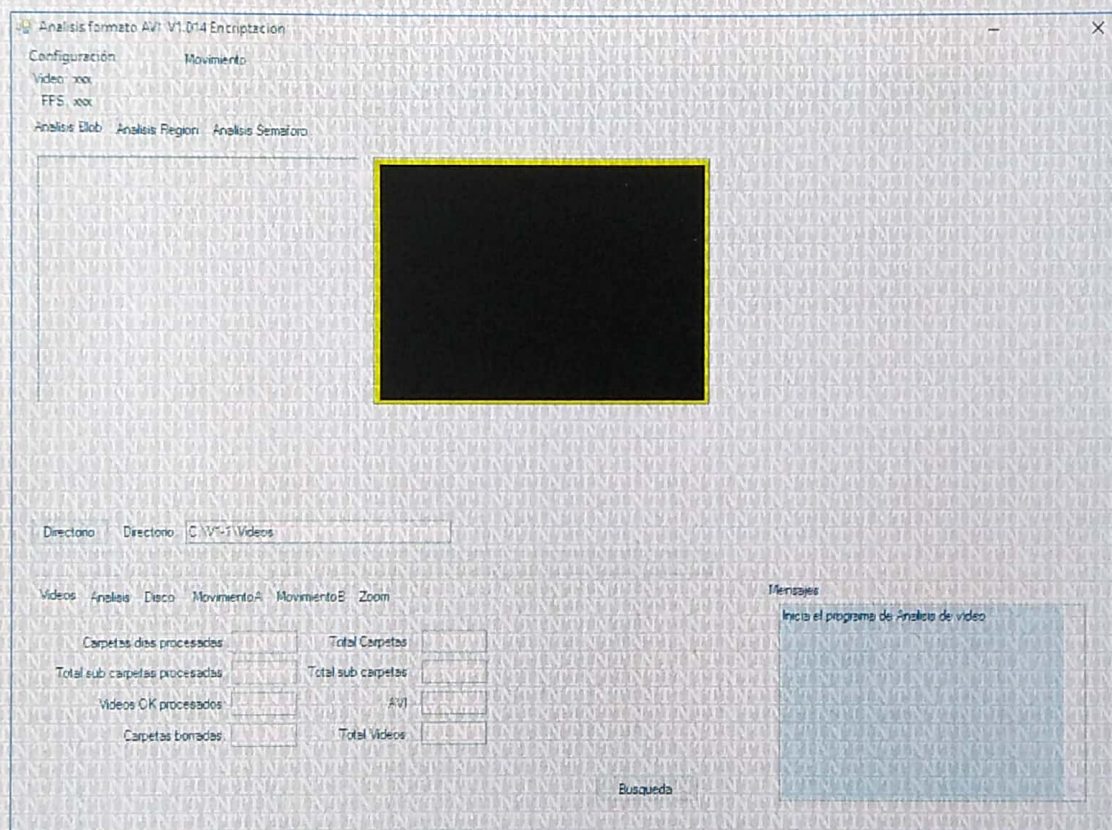 Analisis formato AVI V1.014 Encriptacion
Configuración Movimiento
Video xxx
FPS xxx
Analisis Blob Analisis Region Analisis Semaforo
Directorio Directorio C:\V1-1\Videos
Videos Analisis Disco MovimientoA MovimientoB Zoom
Mensajes
Inicia el programa de Analisis de video
Carpetas dias procesadas Total Carpetas
Total sub carpetas procesadas Total sub carpetas
Videos OK procesados AVI
Carpetas borradas Total Videos
Busqueda